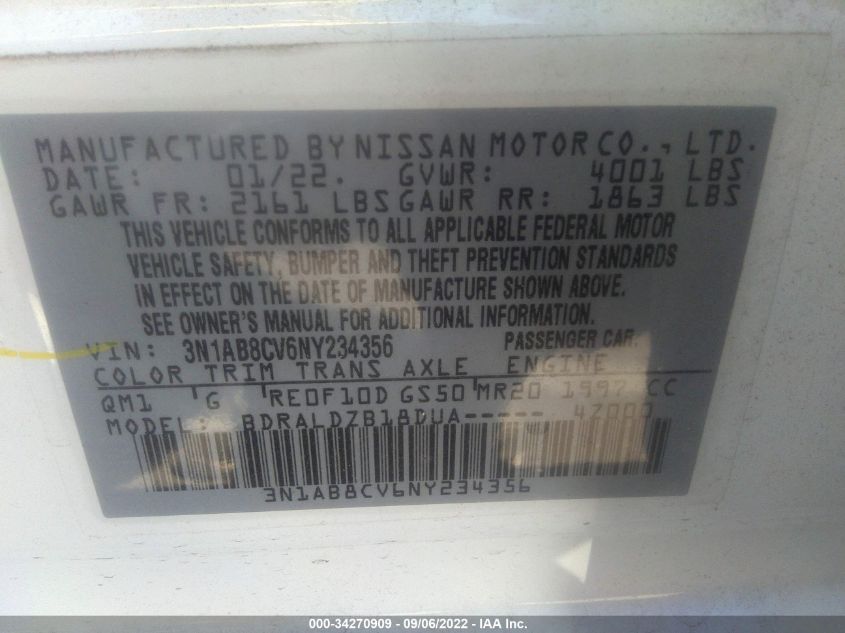 MANUFACTURED BY NISSAN MOTOR CO., LTD.
DATE: 01/22. GVWR: 4001 LBS
GAWR FR: 2161 LBS GAWR RR: 1863 LBS
THIS VEHICLE CONFORMS TO ALL APPLICABLE FEDERAL MOTOR
VEHICLE SAFETY, BUMPER AND THEFT PREVENTION STANDARDS
IN EFFECT ON THE DATE OF MANUFACTURE SHOWN ABOVE.
SEE OWNER'S MANUAL FOR ADDITIONAL INFORMATION.
VIN: 3N1AB8CV6NY234356 PASSENGER CAR.
COLOR TRIM TRANS AXLE ENGINE
QM1 G RE0F10D GS50 MR20 1997 CC
MODEL: BDRALDZB18DUA----- 4Z000
3N1AB8CV6NY234356
000-34270909 - 09/06/2022 - IAA Inc.